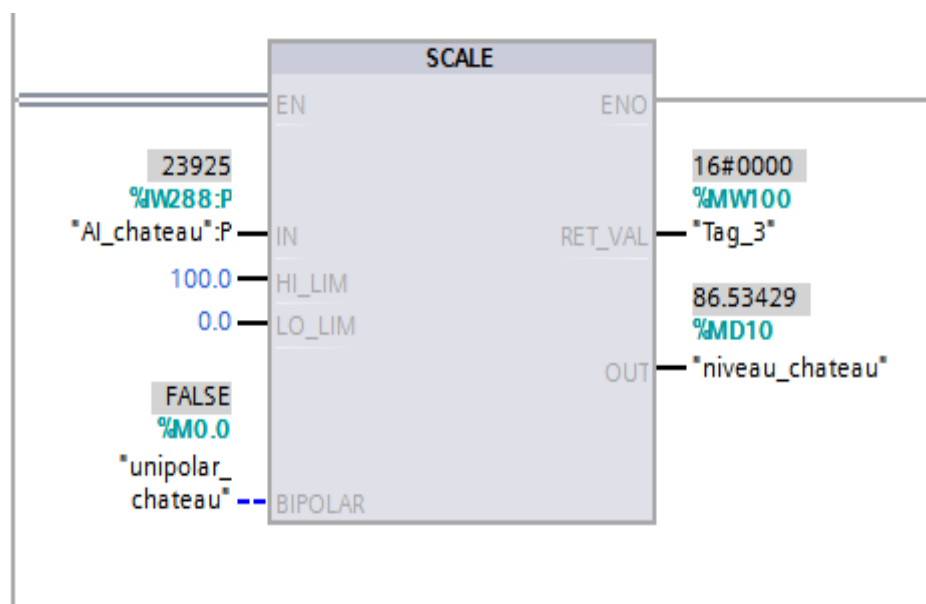 SCALE
EN
ENO
23925
%IW288:P
"AI_chateau":P
IN
16#0000
%MW100
RET_VAL
"Tag_3"
100.0
HI_LIM
0.0
LO_LIM
86.53429
%MD10
OUT
"niveau_chateau"
FALSE
%M0.0
"unipolar_
chateau"
BIPOLAR